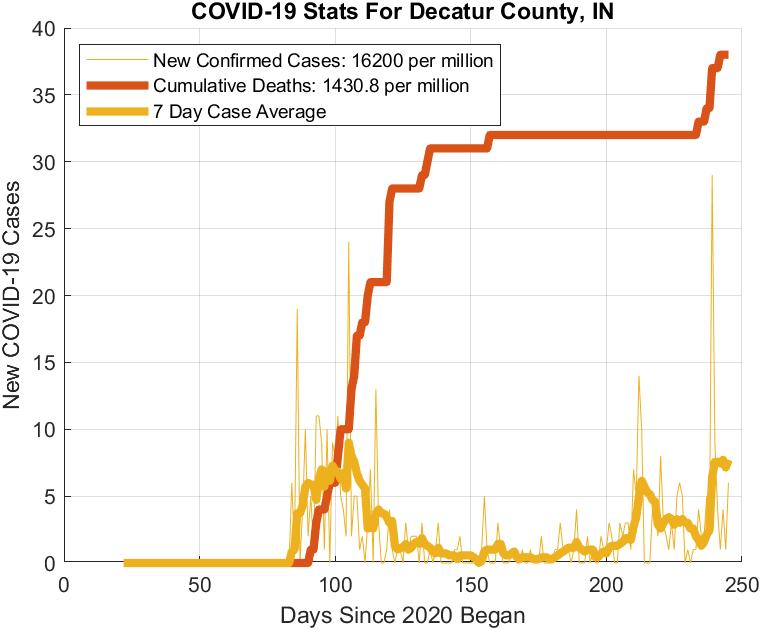 COVID-19 Stats For Decatur County, IN
New Confirmed Cases: 16200 per million
Cumulative Deaths: 1430.8 per million
7 Day Case Average
New COVID-19 Cases
40
35
30
25
20
15
10
5
0
0 50 100 150 200 250
Days Since 2020 Began